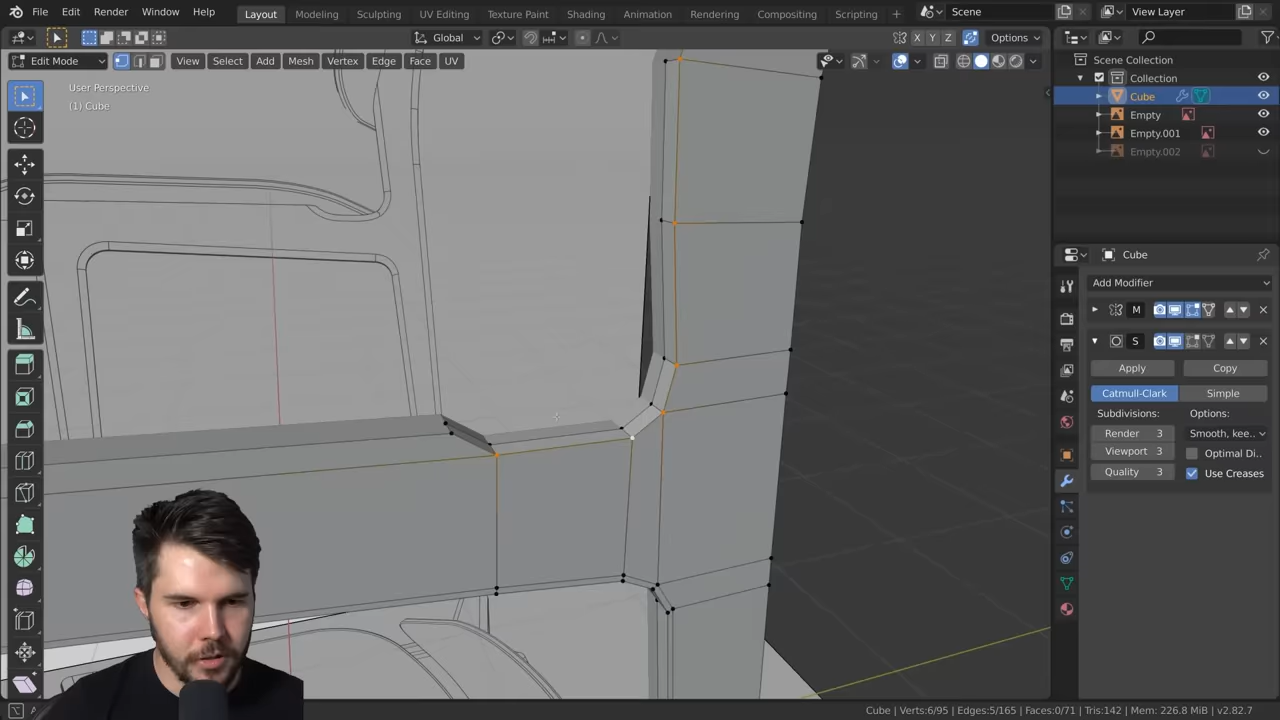 File Edit Render Window Help
Layout Modeling Sculpting UV Editing Texture Paint Shading Animation Rendering Compositing Scripting +
Scene
View Layer
Global
X Y Z
Options
Edit Mode
View Select Add Mesh Vertex Edge Face UV
User Perspective
(1) Cube
Scene Collection
Collection
Cube
Empty
Empty.001
Empty.002
Cube
Add Modifier
M
S
Apply
Copy
Catmull-Clark
Simple
Subdivisions:
Options:
Render 3
Smooth, kee..
Viewport 3
Optimal Di..
Quality 3
Use Creases
Cube | Verts:6/95 | Edges:5/165 | Faces:0/71 | Tris:142 | Mem: 226.8 MiB | v2.82.7